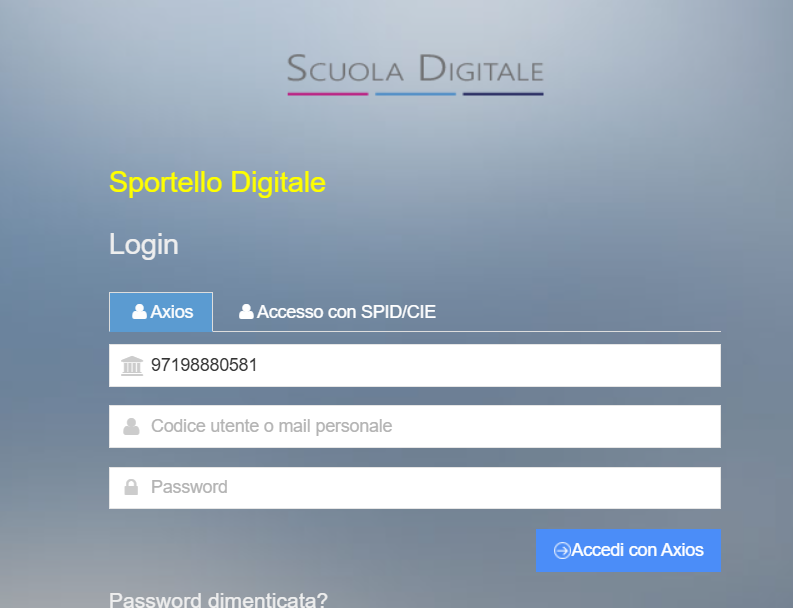 SCUOLA DIGITALE
Sportello Digitale
Login
Axios Accesso con SPID/CIE
97198880581
Codice utente o mail personale
Password
Accedi con Axios
Password dimenticata?